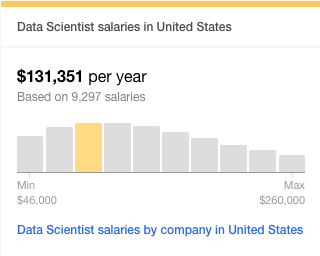 Data Scientist salaries in United States
$131,351 per year
Based on 9,297 salaries
Min Max
$46,000 $260,000
Data Scientist salaries by company in United States